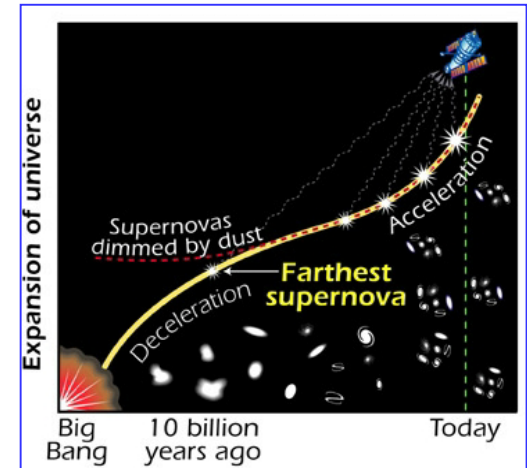 Expansion of universe
Supernovas
dimmed by dust
Acceleration
Farthest
supernova
Deceleration
Big
Bang
10 billion
years ago
Today